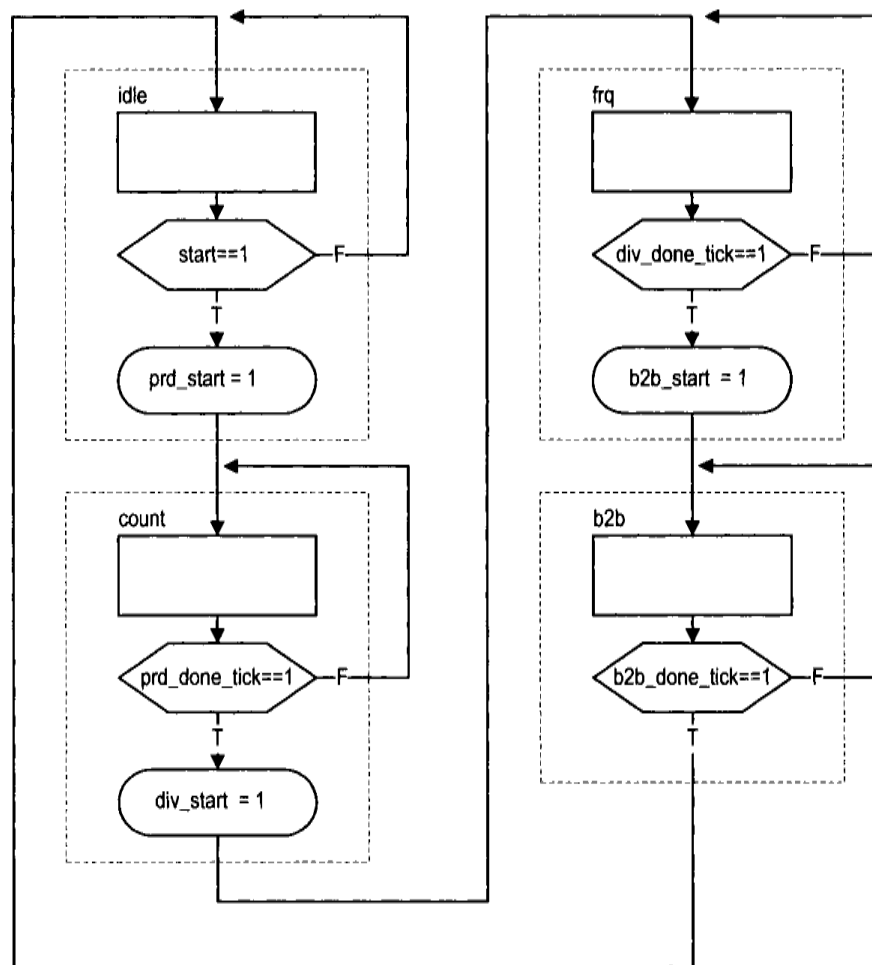 idle
start==1
F
T
prd_start = 1
count
prd_done_tick==1
F
T
div_start = 1
frq
div_done_tick==1
F
T
b2b_start = 1
b2b
b2b_done_tick==1
F
T